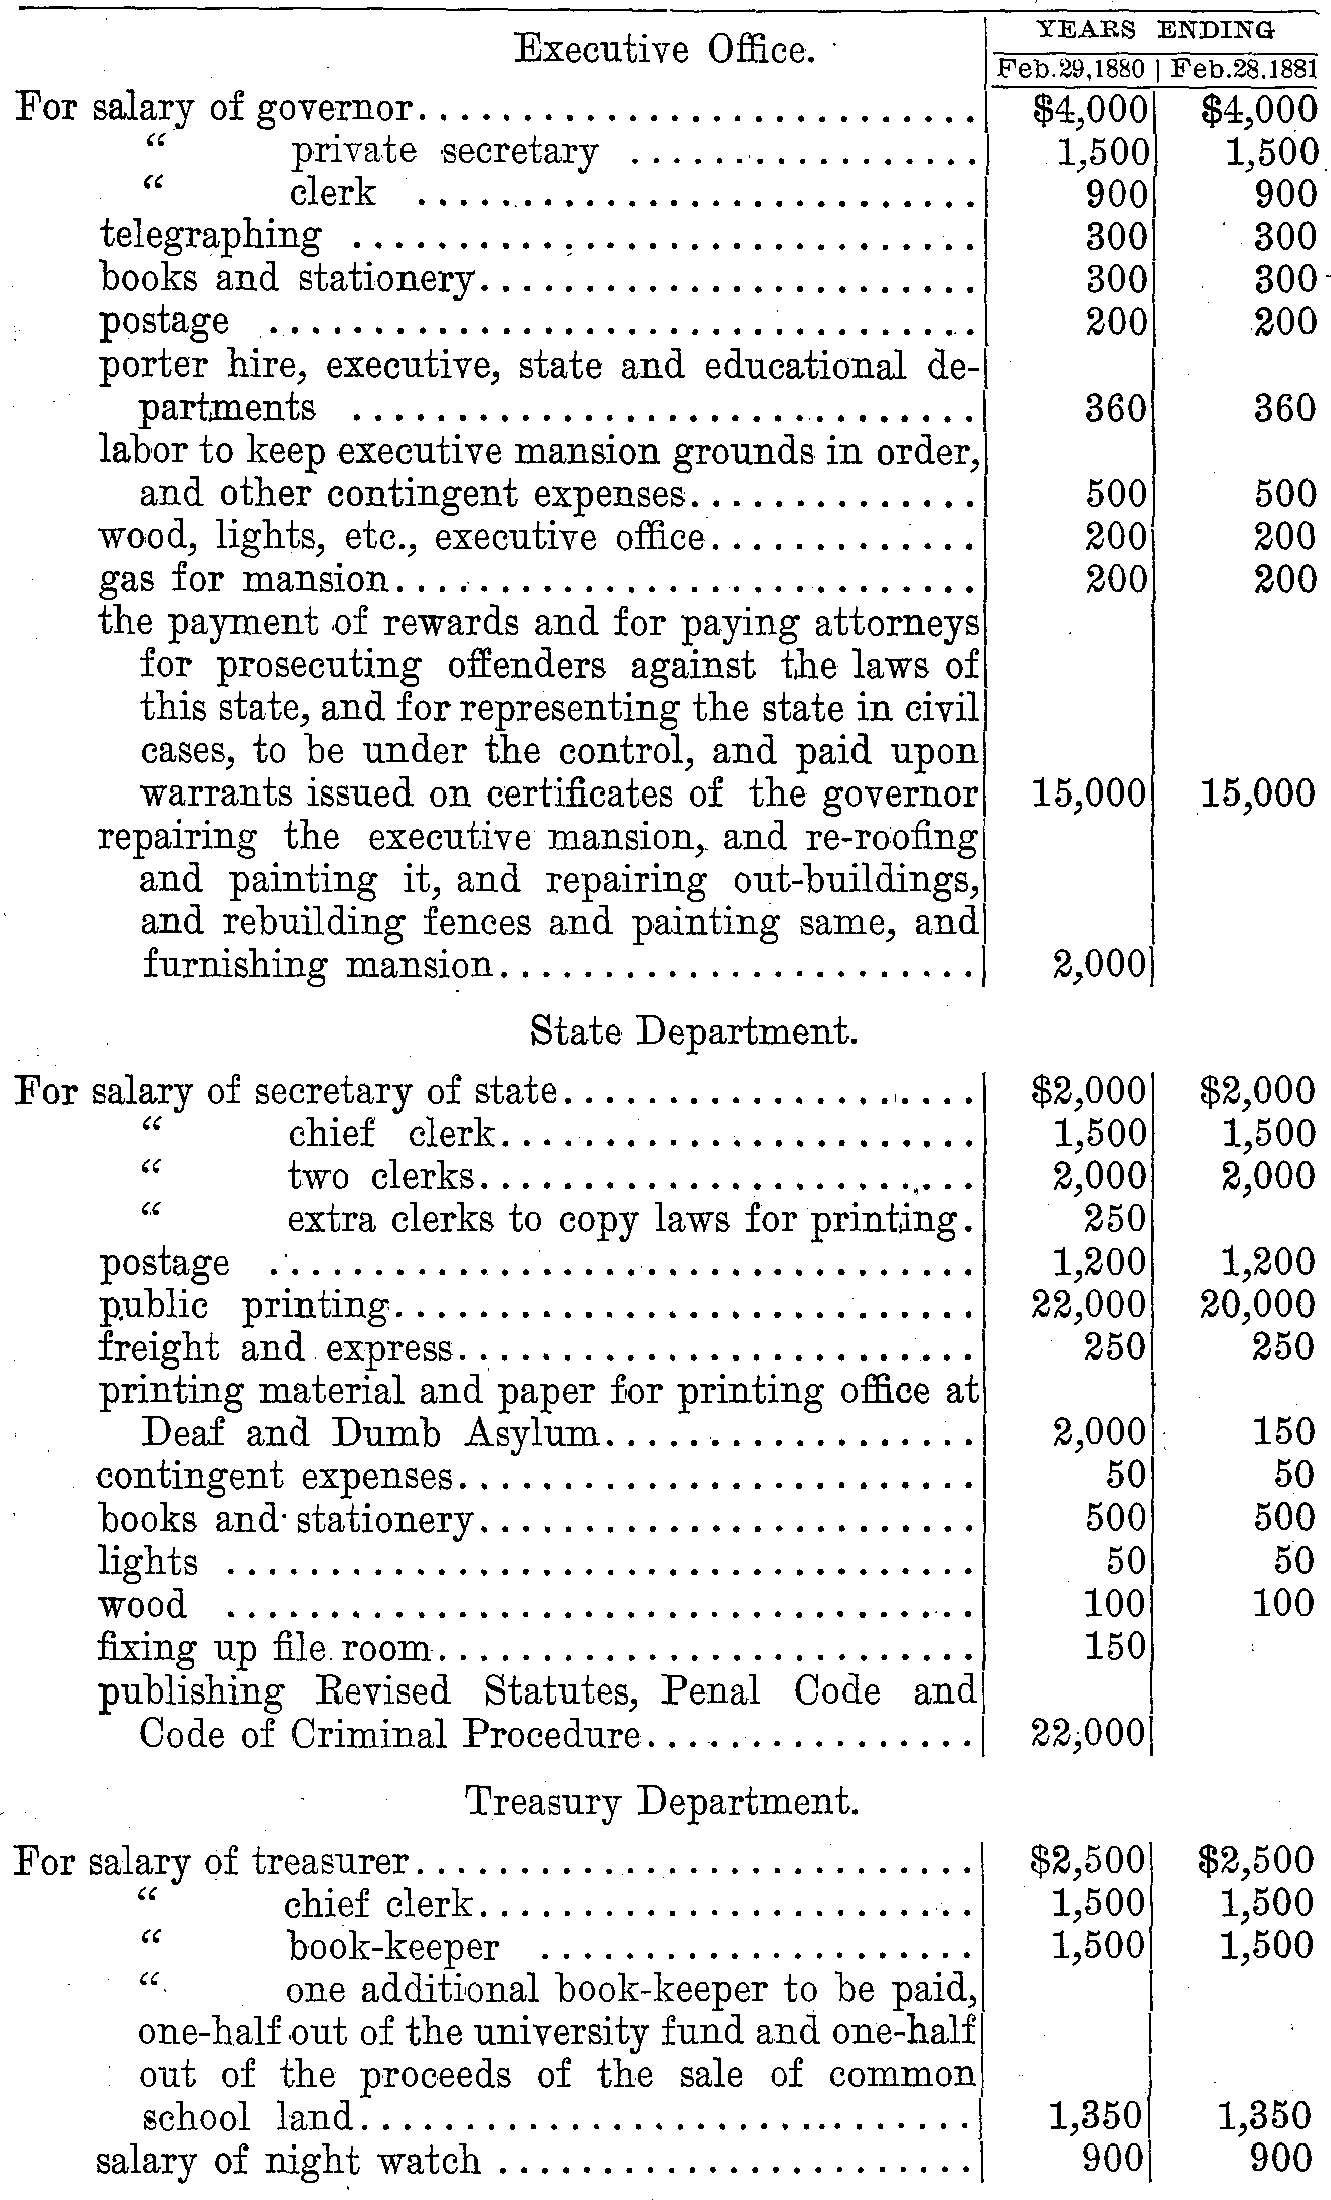 Executive Office. YEARS ENDING
Feb.29,1880 | Feb.28.1881
For salary of governor........................... $4,000 $4,000
“ private secretary ................. 1,500 1,500
“ clerk ........................... 900 900
telegraphing .............................. 300 300
books and stationery........................ 300 300
postage .................................. 200 200
porter hire, executive, state and educational de-
partments .............................. 360 360
labor to keep executive mansion grounds in order,
and other contingent expenses.............. 500 500
wood, lights, etc., executive office............. 200 200
gas for mansion............................ 200 200
the payment of rewards and for paying attorneys
for prosecuting offenders against the laws of
this state, and for representing the state in civil
cases, to be under the control, and paid upon
warrants issued on certificates of the governor 15,000 15,000
repairing the executive mansion, and re-roofing
and painting it, and repairing out-buildings,
and rebuilding fences and painting same, and
furnishing mansion....................... 2,000
State Department.
For salary of secretary of state.................... $2,000 $2,000
“ chief clerk....................... 1,500 1,500
“ two clerks........................ 2,000 2,000
“ extra clerks to copy laws for printing. 250
postage .................................. 1,200 1,200
public printing............................ 22,000 20,000
freight and express......................... 250 250
printing material and paper for printing office at
Deaf and Dumb Asylum.................. 2,000 150
contingent expenses......................... 50 50
books and stationery........................ 500 500
lights .................................... 50 50
wood .................................... 100 100
fixing up file room.......................... 150
publishing Revised Statutes, Penal Code and
Code of Criminal Procedure................ 22,000
Treasury Department.
For salary of treasurer........................... $2,500 $2,500
“ chief clerk........................ 1,500 1,500
“ book-keeper ..................... 1,500 1,500
“ one additional book-keeper to be paid,
one-half out of the university fund and one-half
out of the proceeds of the sale of common
school land.............................. 1,350 1,350
salary of night watch ....................... 900 900